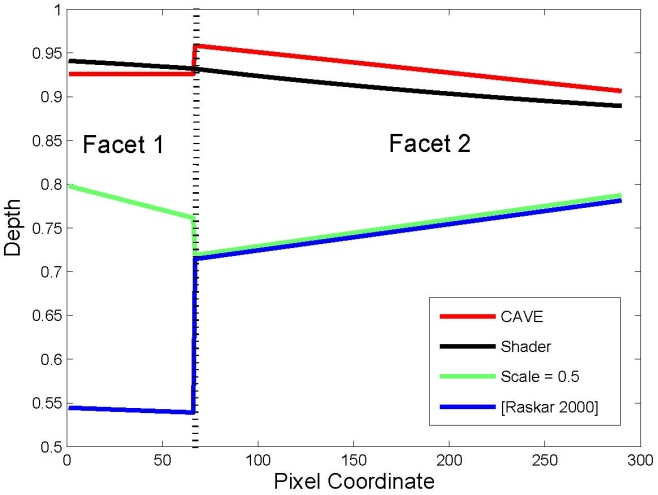 1
0.95
0.9
0.85
0.8
0.75
0.7
0.65
0.6
0.55
0.5
Depth
Facet 1
Facet 2
CAVE
Shader
Scale = 0.5
[Raskar 2000]
0 50 100 150 200 250 300
Pixel Coordinate